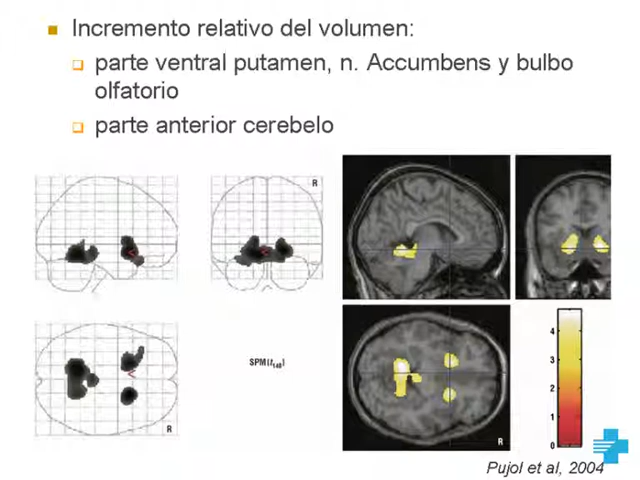 Incremento relativo del volumen:
parte ventral putamen, n. Accumbens y bulbo
olfatorio
parte anterior cerebelo
R
R
SPM{t148}
R
4
3
2
1
0
Pujol et al, 2004